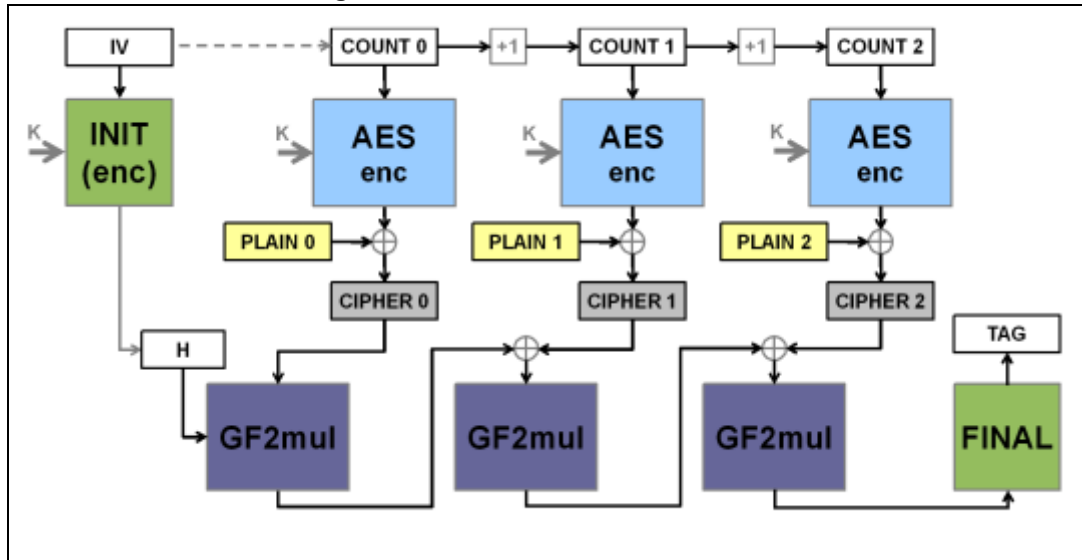 IV
COUNT 0
+1
COUNT 1
+1
COUNT 2
K
INIT
(enc)
K
AES
enc
K
AES
enc
K
AES
enc
PLAIN 0
PLAIN 1
PLAIN 2
CIPHER 0
CIPHER 1
CIPHER 2
H
TAG
GF2mul
GF2mul
GF2mul
FINAL